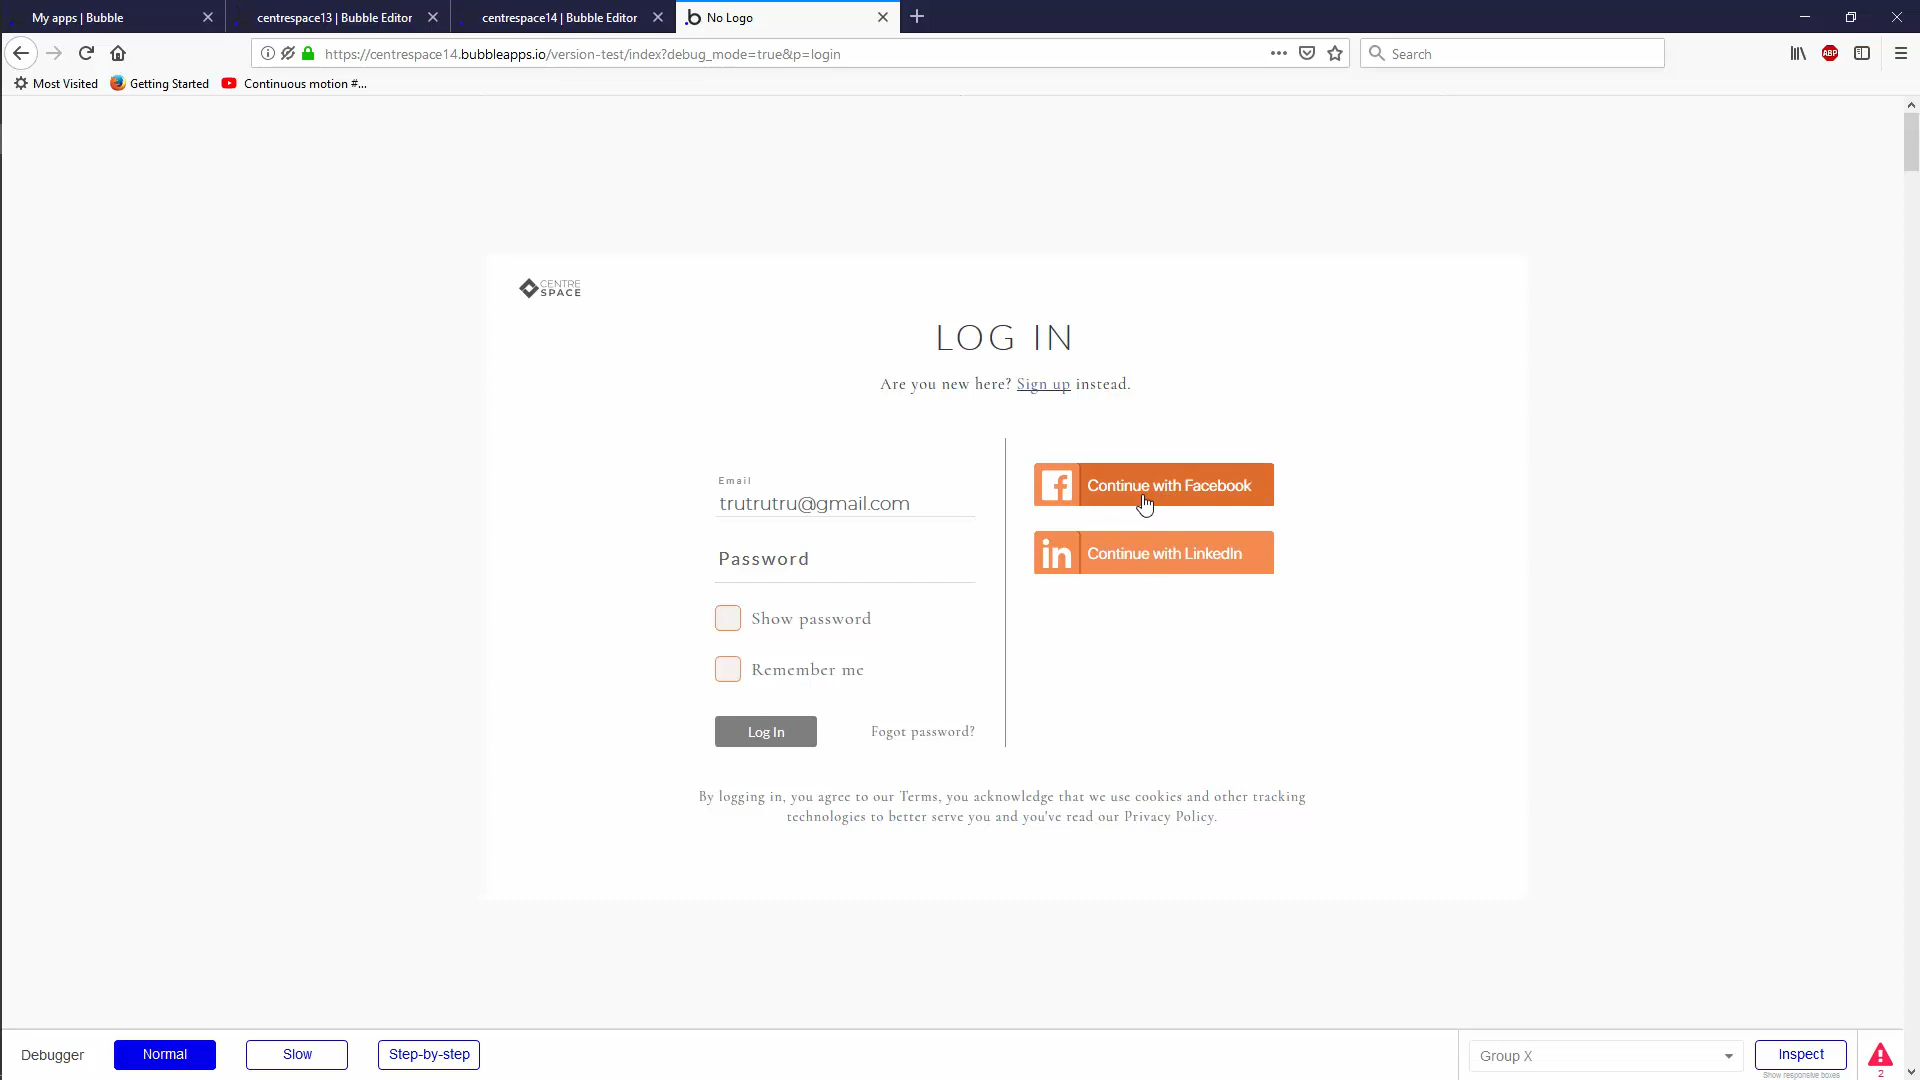 My apps | Bubble
centrespace13 | Bubble Editor
centrespace14 | Bubble Editor
No Logo
https://centrespace14.bubbleapps.io/version-test/index?debug_mode=true&p=login
Search
ABP
Most Visited
Getting Started
Continuous motion #...
CENTRE
SPACE
LOG IN
Are you new here? Sign up instead.
Email
trutrutru@gmail.com
Password
Show password
Remember me
Log In
Fogot password?
Continue with Facebook
in
Continue with LinkedIn
By logging in, you agree to our Terms, you acknowledge that we use cookies and other tracking
technologies to better serve you and you've read our Privacy Policy.
Debugger
Normal
Slow
Step-by-step
Group X
Inspect
Show responsive boxes
2